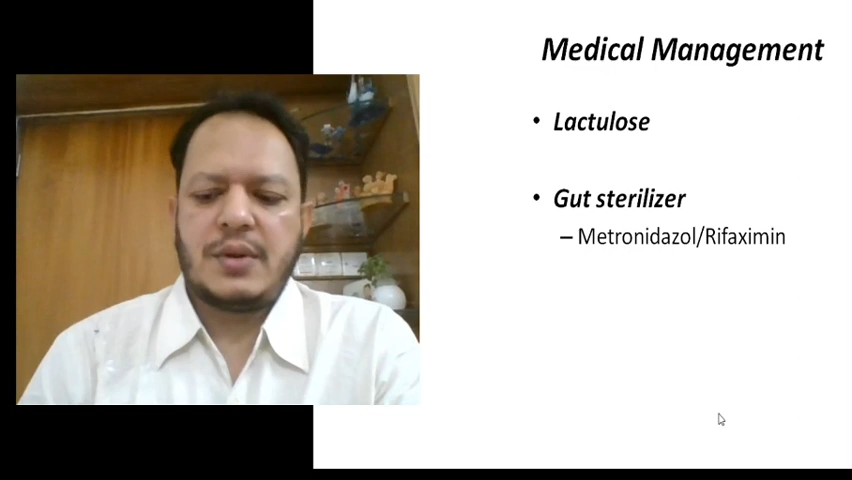 Medical Management
• Lactulose
• Gut sterilizer
– Metronidazol/Rifaximin